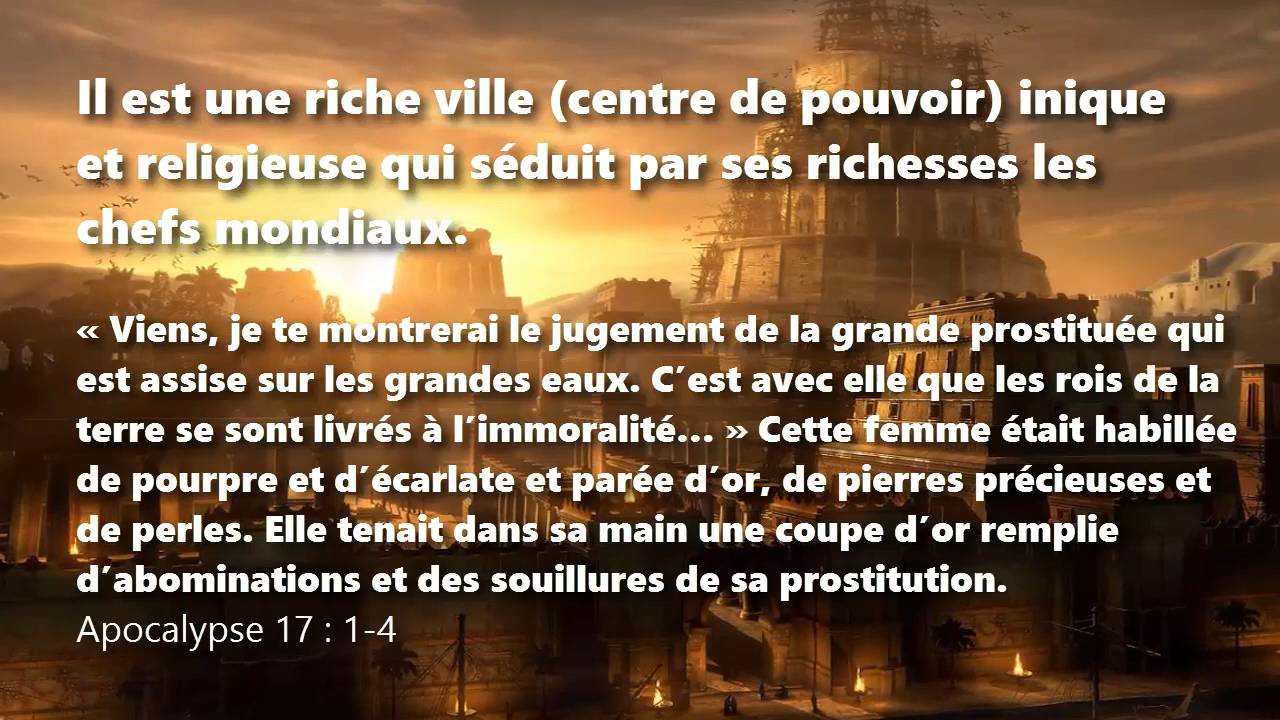 Il est une riche ville (centre de pouvoir) inique
et religieuse qui séduit par ses richesses les
chefs mondiaux.
« Viens, je te montrerai le jugement de la grande prostituée qui
est assise sur les grandes eaux. C´est avec elle que les rois de la
terre se sont livrés à l´immoralité... » Cette femme était habillée
de pourpre et d´écarlate et parée d´or, de pierres précieuses et
de perles. Elle tenait dans sa main une coupe d´or remplie
d´abominations et des souillures de sa prostitution.
Apocalypse 17 : 1-4